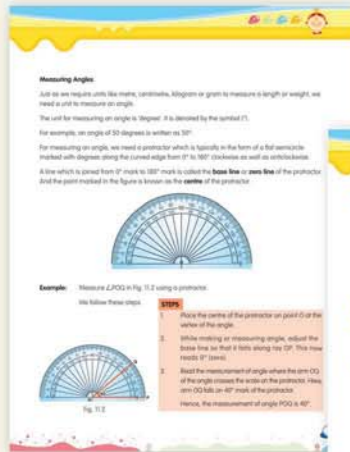 Measuring Angles
Just as we require units like metre, centimetre, kilogram or gram to measure a length or weight, we
need a unit to measure an angle.
The unit for measuring an angle is 'degree'. It is denoted by the symbol (°).
For example, an angle of 50 degrees is written as 50°.
For measuring an angle, we need a protractor which is typically in the form of a flat semicircle
marked with degrees along the curved edge from 0° to 180° clockwise as well as anticlockwise.
A line which is joined from 0° mark to 180° mark is called the base line or zero line of the protractor.
And the point marked in the figure is known as the centre of the protractor.
Example: Measure ∠POQ in Fig. 11.2 using a protractor.
We follow these steps.
STEPS
1. Place the centre of the protractor on point O at the
vertex of the angle.
2. While making or measuring angle, adjust the
base line so that it falls along ray OP. This now
reads 0° (zero).
3. Read the measurement of angle where the arm OQ
of the angle crosses the scale on the protractor. Here,
arm OQ falls on 40° mark of the protractor.
Hence, the measurement of angle POQ is 40°.
Fig. 11.2